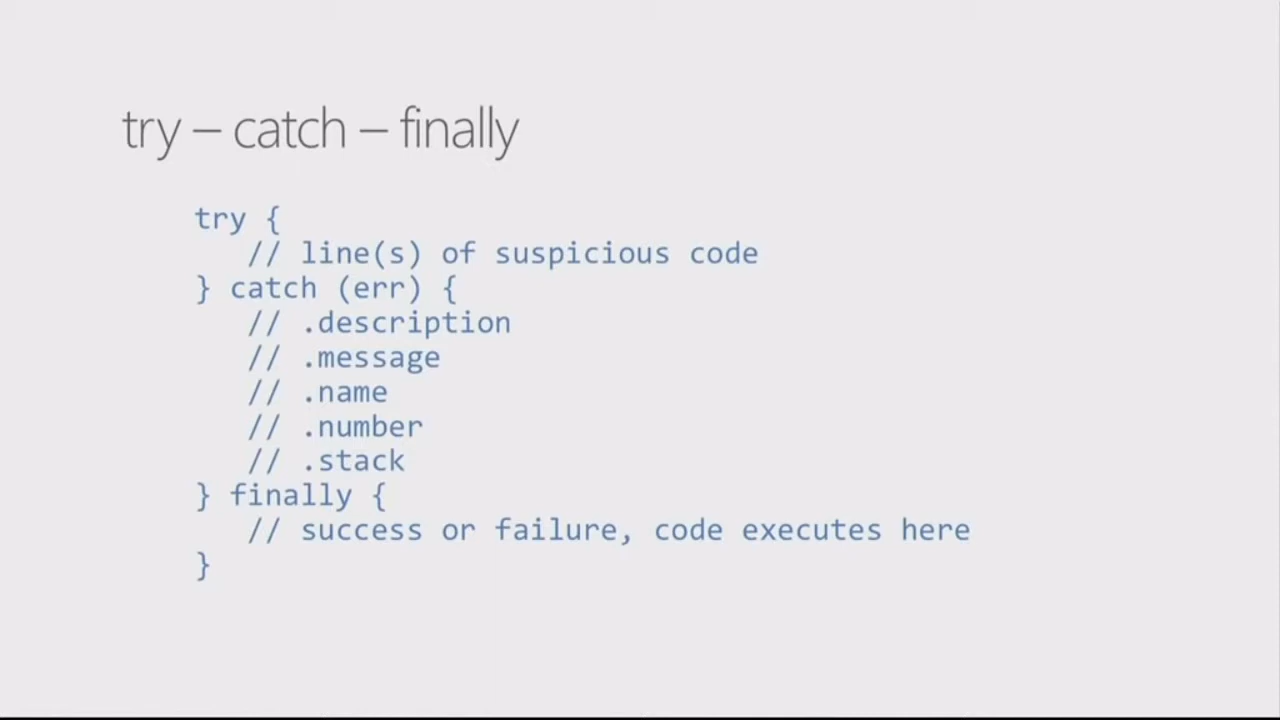 try – catch – finally
try {
// line(s) of suspicious code
} catch (err) {
// .description
// .message
// .name
// .number
// .stack
} finally {
// success or failure, code executes here
}